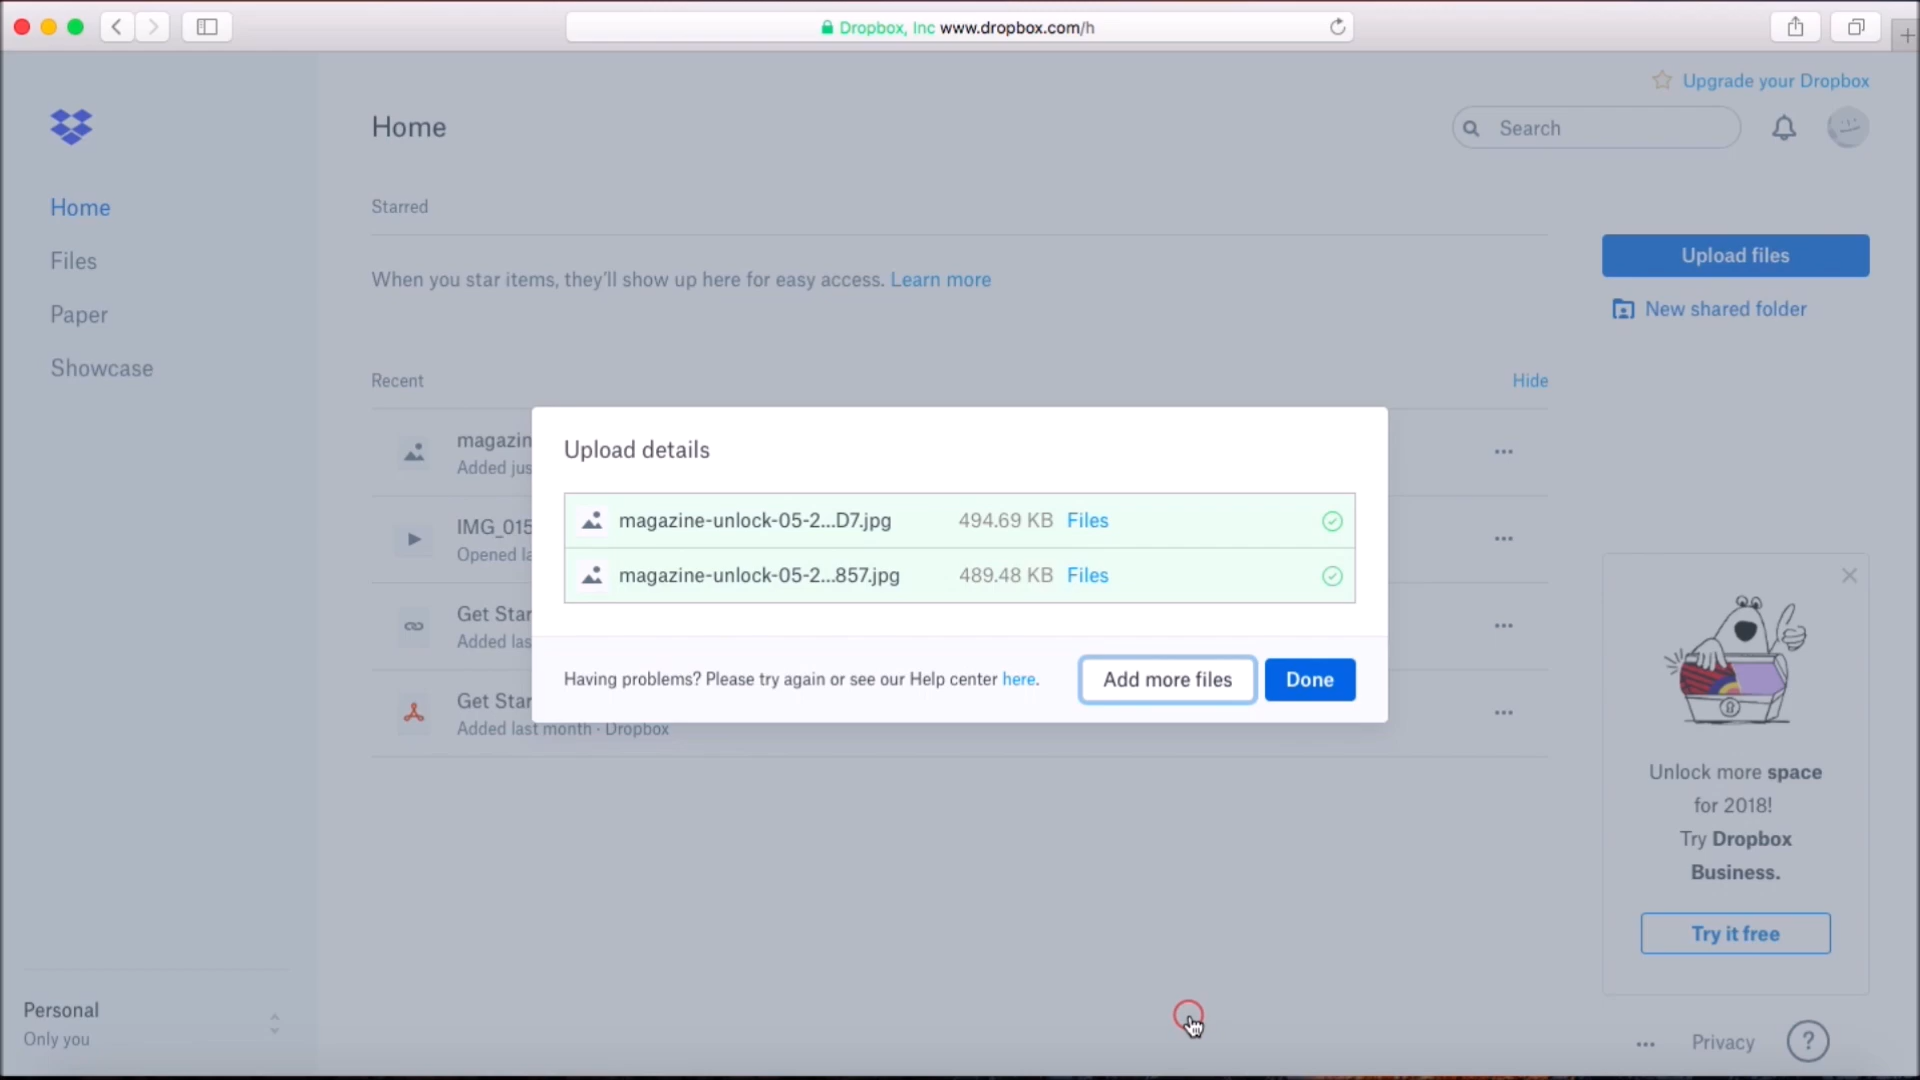 Dropbox, Inc www.dropbox.com/h
Upgrade your Dropbox
Home
Search
Home
Files
Paper
Showcase
Starred
When you star items, they'll show up here for easy access. Learn more
Upload files
New shared folder
Recent
Hide
magazin
Added jus
IMG_015
Opened la
Get Star
Added las
Get Star
Added last month · Dropbox
Upload details
magazine-unlock-05-2...D7.jpg 494.69 KB Files
magazine-unlock-05-2...857.jpg 489.48 KB Files
Having problems? Please try again or see our Help center here.
Add more files
Done
Unlock more space
for 2018!
Try Dropbox
Business.
Try it free
Personal
Only you
Privacy
?